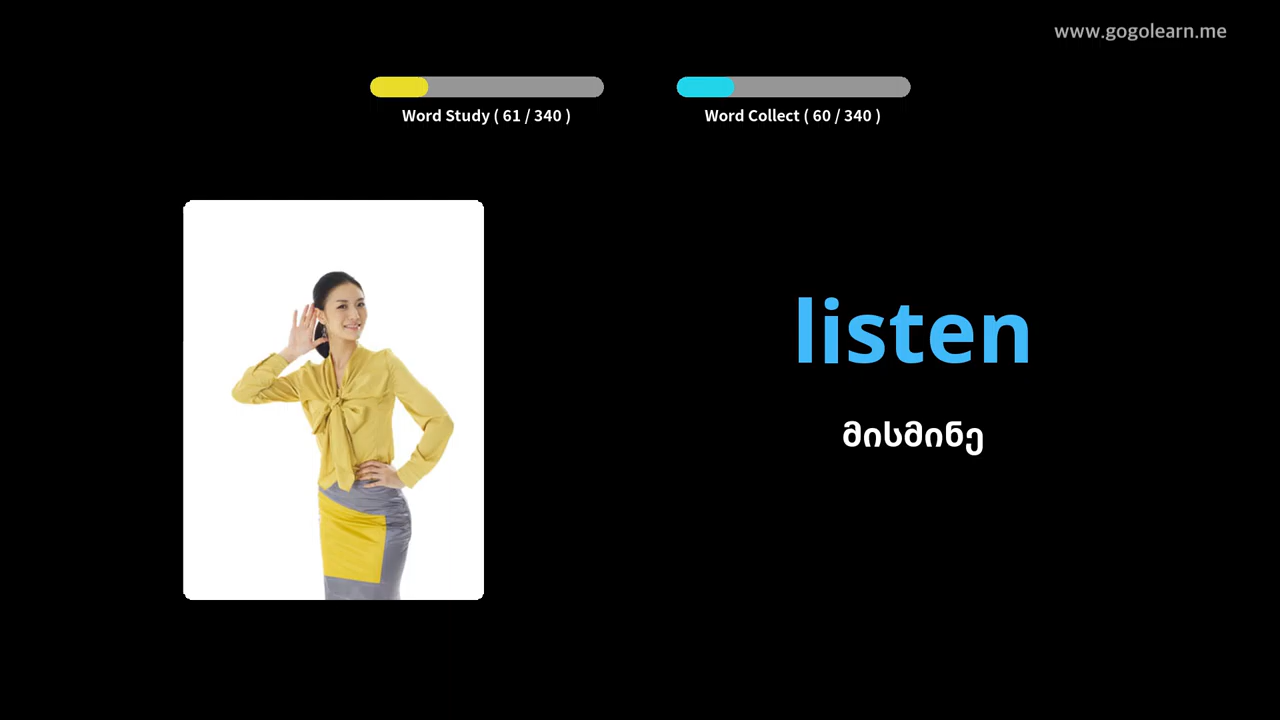 www.gogolearn.me
Word Study ( 61 / 340 )
Word Collect ( 60 / 340 )
listen
მისმინე